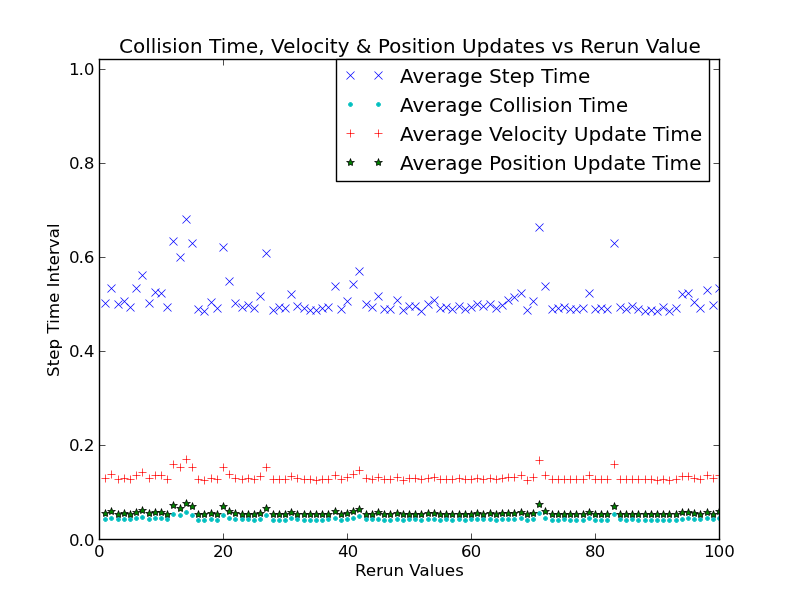 Collision Time, Velocity & Position Updates vs Rerun Value
Average Step Time
Average Collision Time
Average Velocity Update Time
Average Position Update Time
Step Time Interval
1.0
0.8
0.6
0.4
0.2
0.0
0 20 40 60 80 100
Rerun Values